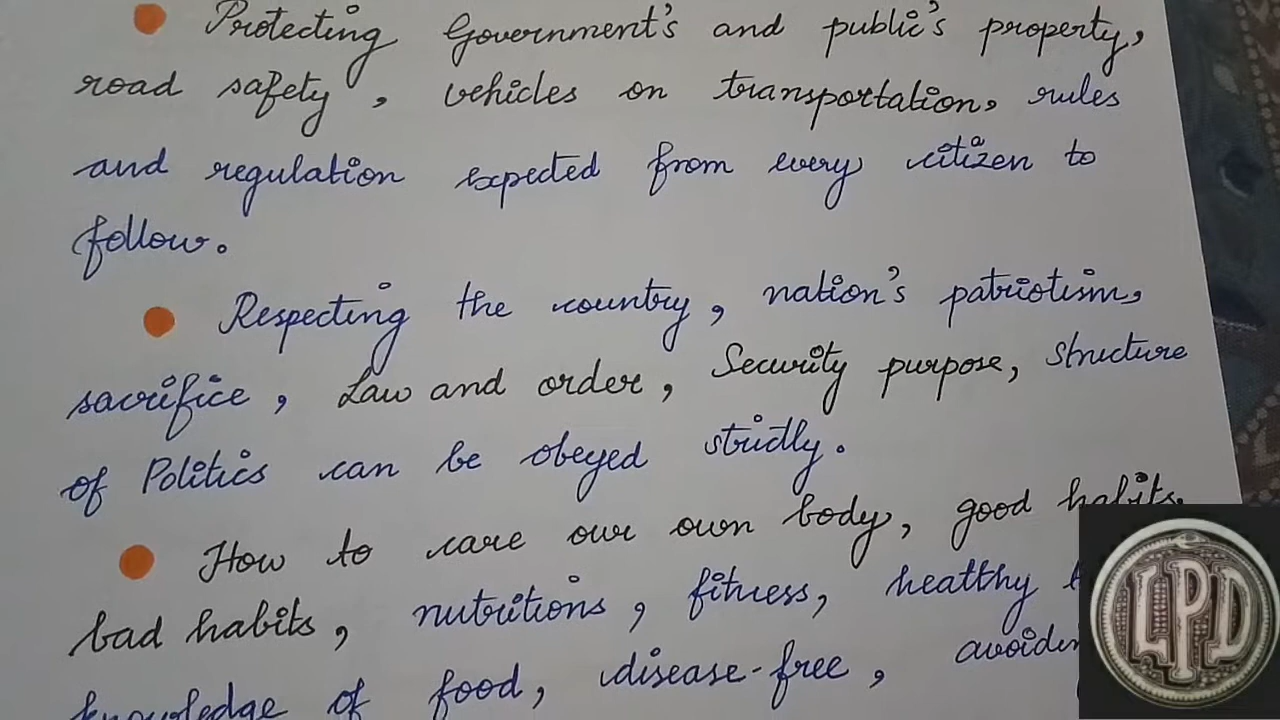 Protecting Government's and public's property,
road safety, vehicles on transportation, rules
and regulation expected from every citizen to
follow.
Respecting the country, nation's patriotism,
sacrifice, Law and order, Security purpose, structure
of Politics can be obeyed strictly.
How to care our own body, good habits,
bad habits, nutritions, fitness, healthy
knowledge of food, disease-free,
LPD